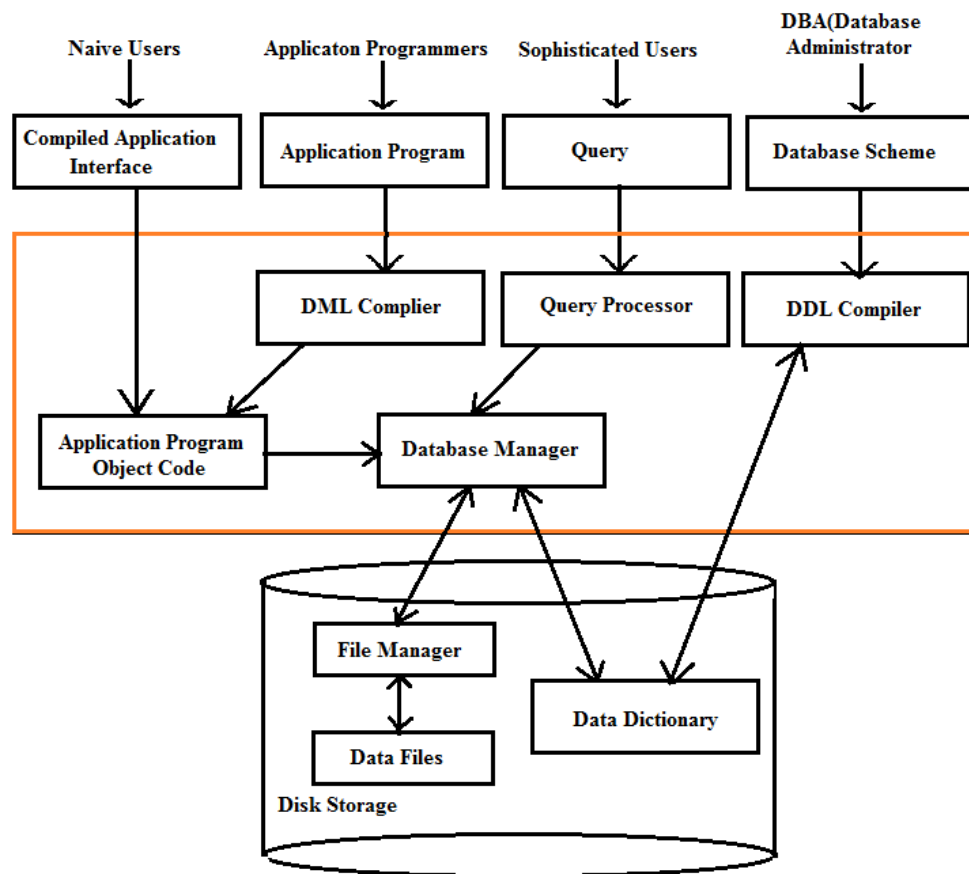 Naive Users
Applicaton Programmers
Sophisticated Users
DBA(Database
Administrator
Compiled Application
Interface
Application Program
Query
Database Scheme
DML Complier
Query Processor
DDL Compiler
Application Program
Object Code
Database Manager
File Manager
Data Dictionary
Data Files
Disk Storage